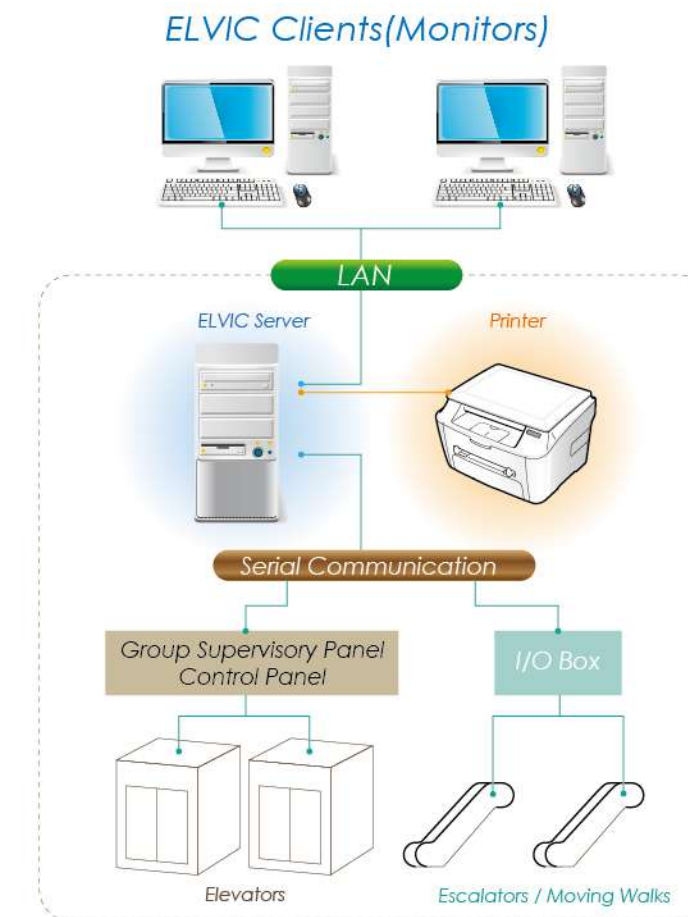 ELVIC Clients(Monitors)
LAN
ELVIC Server
Printer
Serial Communication
Group Supervisory Panel
Control Panel
I/O Box
Elevators
Escalators / Moving Walks